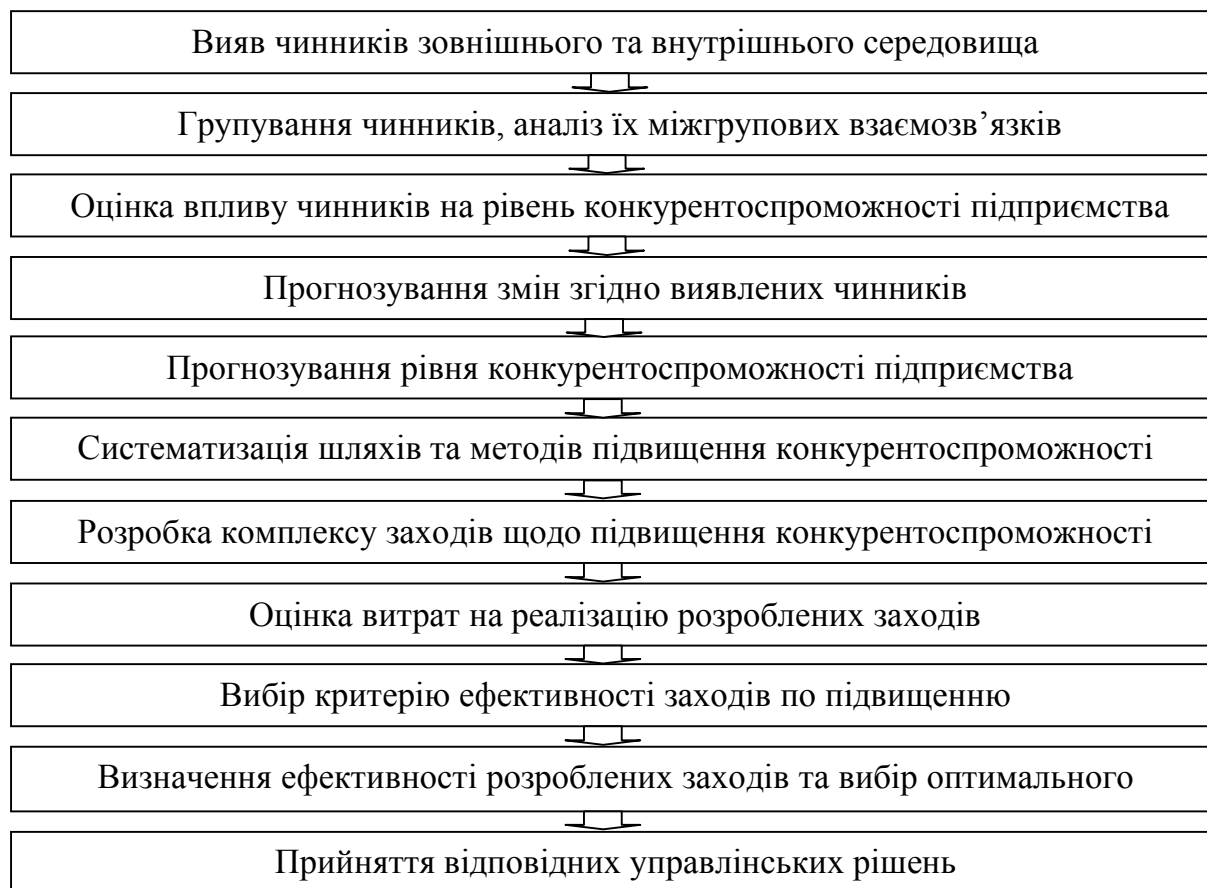 Вияв чинників зовнішнього та внутрішнього середовища
Групування чинників, аналіз їх міжгрупових взаємозв’язків
Оцінка впливу чинників на рівень конкурентоспроможності підприємства
Прогнозування змін згідно виявлених чинників
Прогнозування рівня конкурентоспроможності підприємства
Систематизація шляхів та методів підвищення конкурентоспроможності
Розробка комплексу заходів щодо підвищення конкурентоспроможності
Оцінка витрат на реалізацію розроблених заходів
Вибір критерію ефективності заходів по підвищенню
Визначення ефективності розроблених заходів та вибір оптимального
Прийняття відповідних управлінських рішень